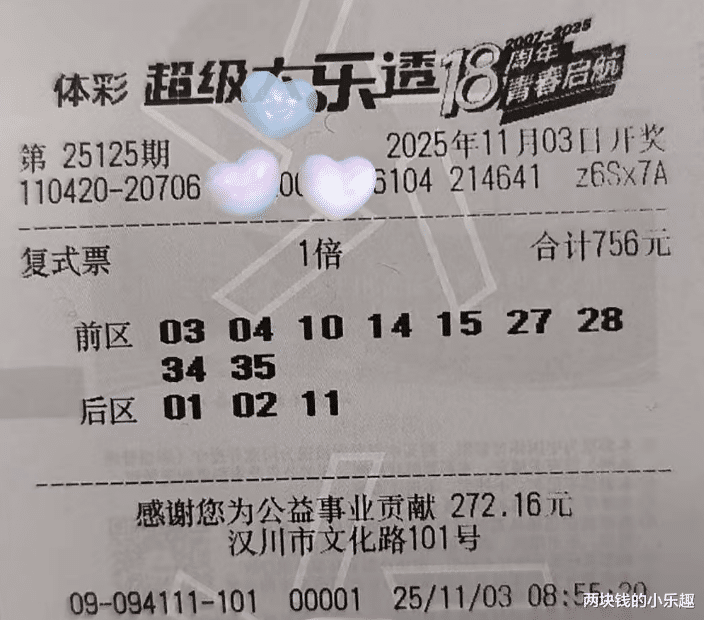 体彩 超级大乐透 18周年 2007-2025 青春启航
第 25125期 2025年11月03日开奖
110420-20706 6104 214641 z6Sx7A
复式票 1倍 合计756元
前区 03 04 10 14 15 27 28
34 35
后区 01 02 11
感谢您为公益事业贡献 272.16元
汉川市文化路101号
09-094111-101 00001 25/11/03 08:55:20
两块钱的小乐趣